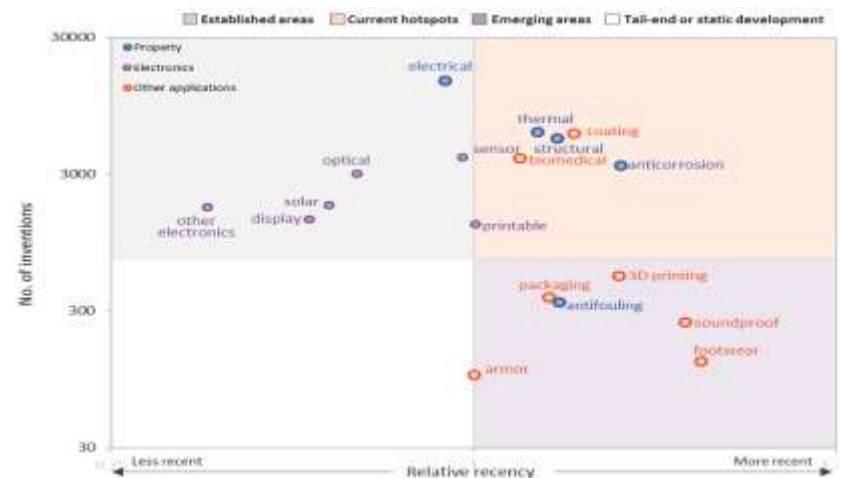 Established areas Current hotspots Emerging areas Tail-end or static development
30000
Property
electronics
Other applications
electrical
thermal
coating
sensor
structural
biomedical
anticorrosion
optical
3000
solar
display
other
electronics
printable
No. of inventions
3D printing
packaging
antifouling
300
soundproof
footwear
armor
30
Less recent
More recent
Relative recency